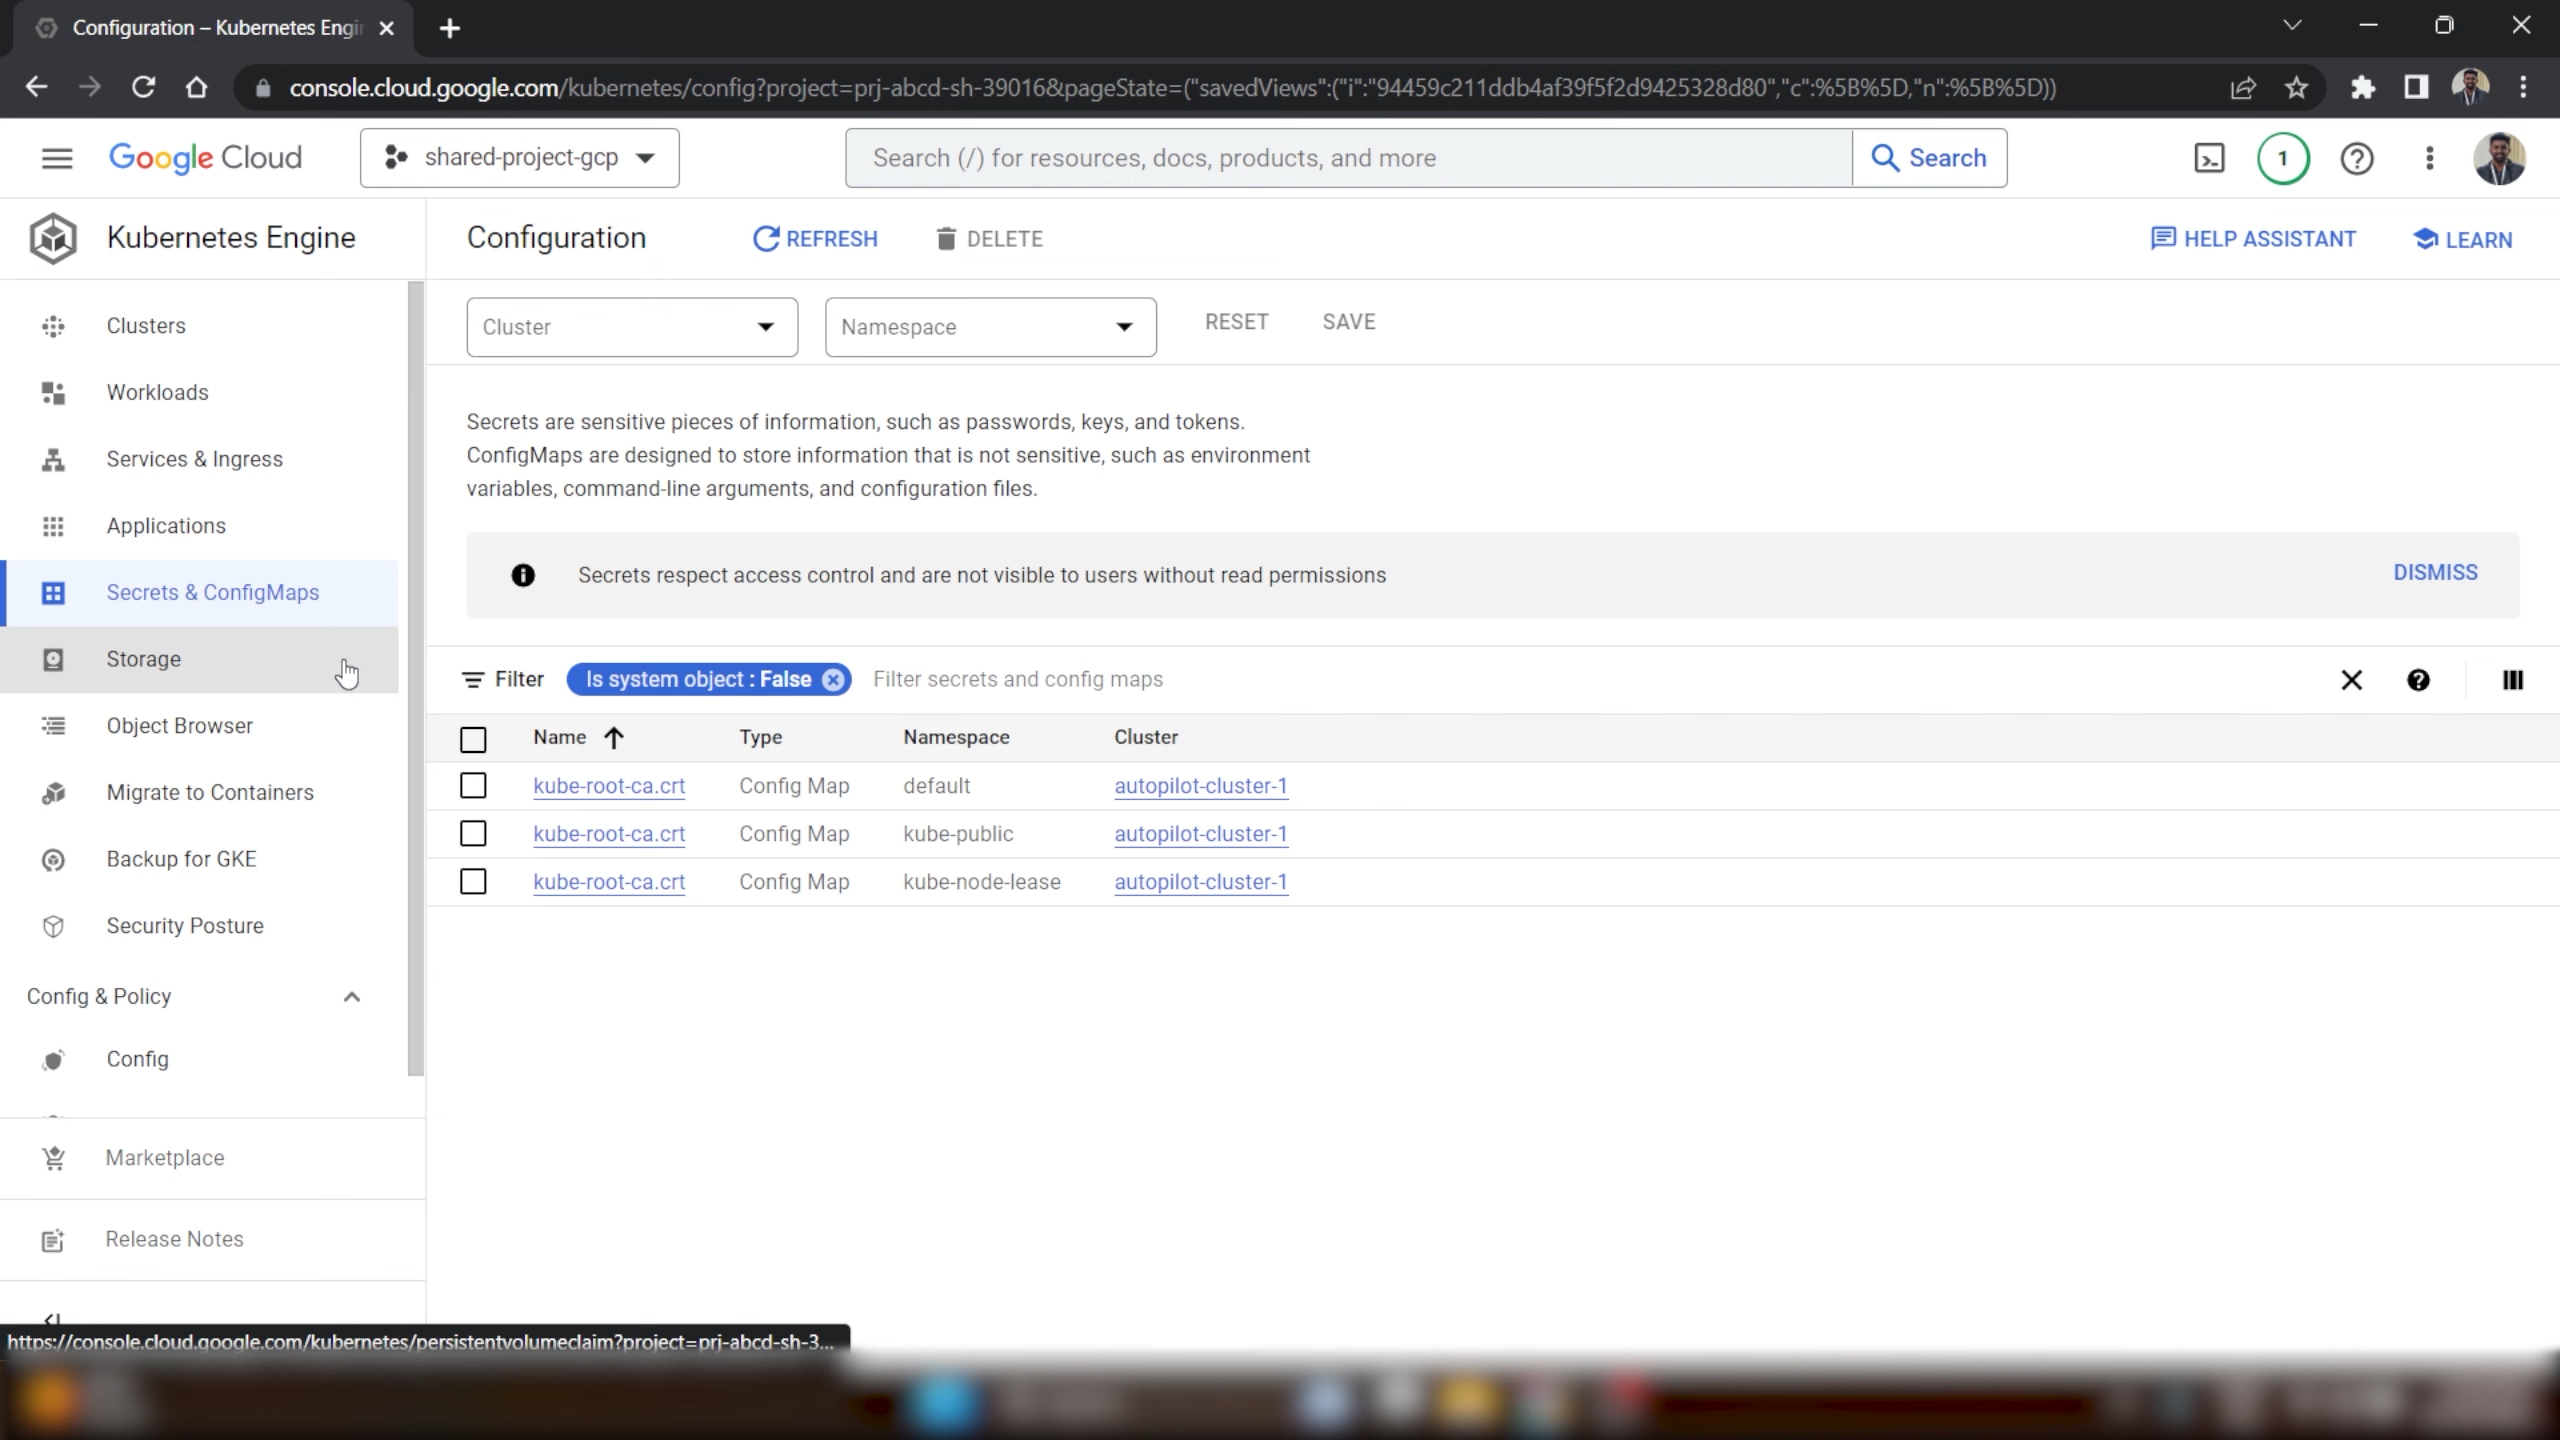 Configuration – Kubernetes Engi
console.cloud.google.com/kubernetes/config?project=prj-abcd-sh-39016&pageState=("savedViews":("i":"94459c211ddb4af39f5f2d9425328d80","c":%5B%5D,"n":%5B%5D))
Google Cloud
shared-project-gcp
Search (/) for resources, docs, products, and more
Search
1
Kubernetes Engine
Configuration
REFRESH
DELETE
HELP ASSISTANT
LEARN
Clusters
Workloads
Services & Ingress
Applications
Secrets & ConfigMaps
Storage
Object Browser
Migrate to Containers
Backup for GKE
Security Posture
Config & Policy
Config
Marketplace
Release Notes
Cluster
Namespace
RESET
SAVE
Secrets are sensitive pieces of information, such as passwords, keys, and tokens.
ConfigMaps are designed to store information that is not sensitive, such as environment
variables, command-line arguments, and configuration files.
Secrets respect access control and are not visible to users without read permissions
DISMISS
Filter
Is system object : False
Filter secrets and config maps
Name Type Namespace Cluster
kube-root-ca.crt Config Map default autopilot-cluster-1
kube-root-ca.crt Config Map kube-public autopilot-cluster-1
kube-root-ca.crt Config Map kube-node-lease autopilot-cluster-1
https://console.cloud.google.com/kubernetes/persistentvolumeclaim?project=prj-abcd-sh-3...